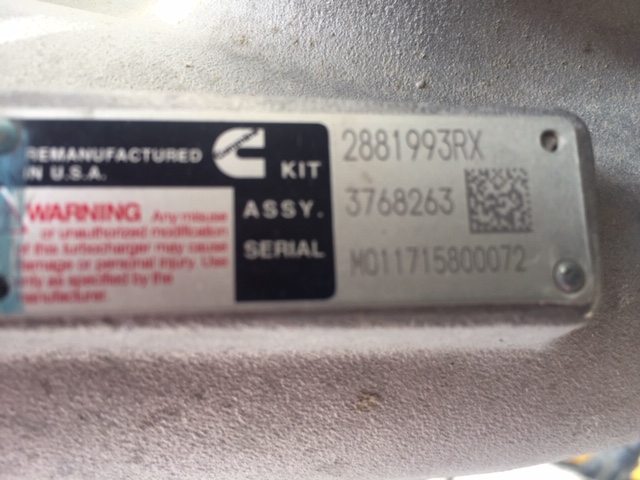 REMANUFACTURED
IN U.S.A.
KIT 2881993RX
ASSY. 3768263
SERIAL M011715800072
WARNING Any misuse
or unauthorized modification
of this turbocharger may cause
damage or personal injury. Use
only as specified by the
manufacturer.